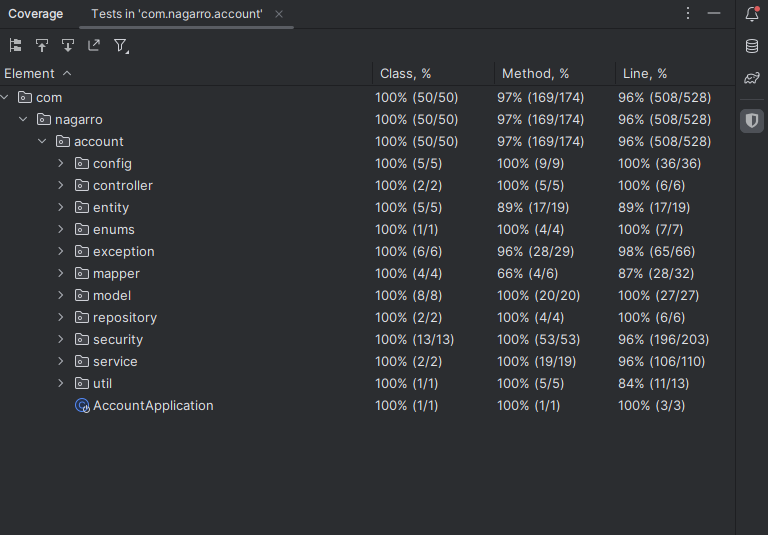 Coverage Tests in 'com.nagarro.account'
Element Class, % Method, % Line, %
com 100% (50/50) 97% (169/174) 96% (508/528)
nagarro 100% (50/50) 97% (169/174) 96% (508/528)
account 100% (50/50) 97% (169/174) 96% (508/528)
config 100% (5/5) 100% (9/9) 100% (36/36)
controller 100% (2/2) 100% (5/5) 100% (6/6)
entity 100% (5/5) 89% (17/19) 89% (17/19)
enums 100% (1/1) 100% (4/4) 100% (7/7)
exception 100% (6/6) 96% (28/29) 98% (65/66)
mapper 100% (4/4) 66% (4/6) 87% (28/32)
model 100% (8/8) 100% (20/20) 100% (27/27)
repository 100% (2/2) 100% (4/4) 100% (6/6)
security 100% (13/13) 100% (53/53) 96% (196/203)
service 100% (2/2) 100% (19/19) 96% (106/110)
util 100% (1/1) 100% (5/5) 84% (11/13)
AccountApplication 100% (1/1) 100% (1/1) 100% (3/3)